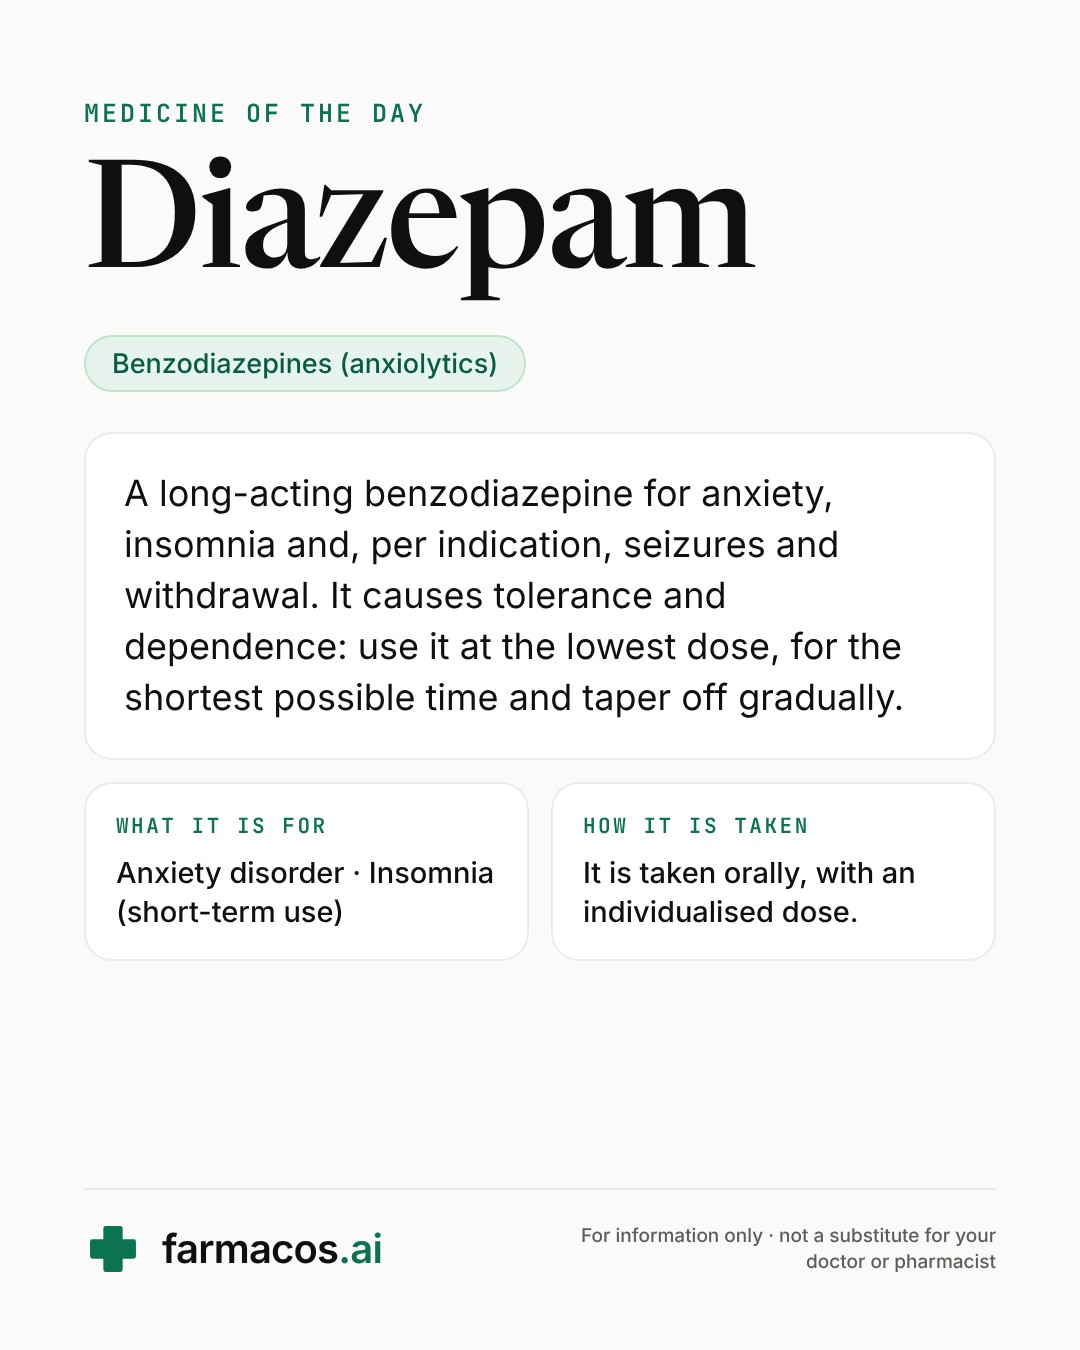 MEDICINE OF THE DAY
Diazepam
Benzodiazepines (anxiolytics)
A long-acting benzodiazepine for anxiety,
insomnia and, per indication, seizures and
withdrawal. It causes tolerance and
dependence: use it at the lowest dose, for the
shortest possible time and taper off gradually.
WHAT IT IS FOR
Anxiety disorder · Insomnia
(short-term use)
HOW IT IS TAKEN
It is taken orally, with an
individualised dose.
farmacos.ai
For information only · not a substitute for your
doctor or pharmacist